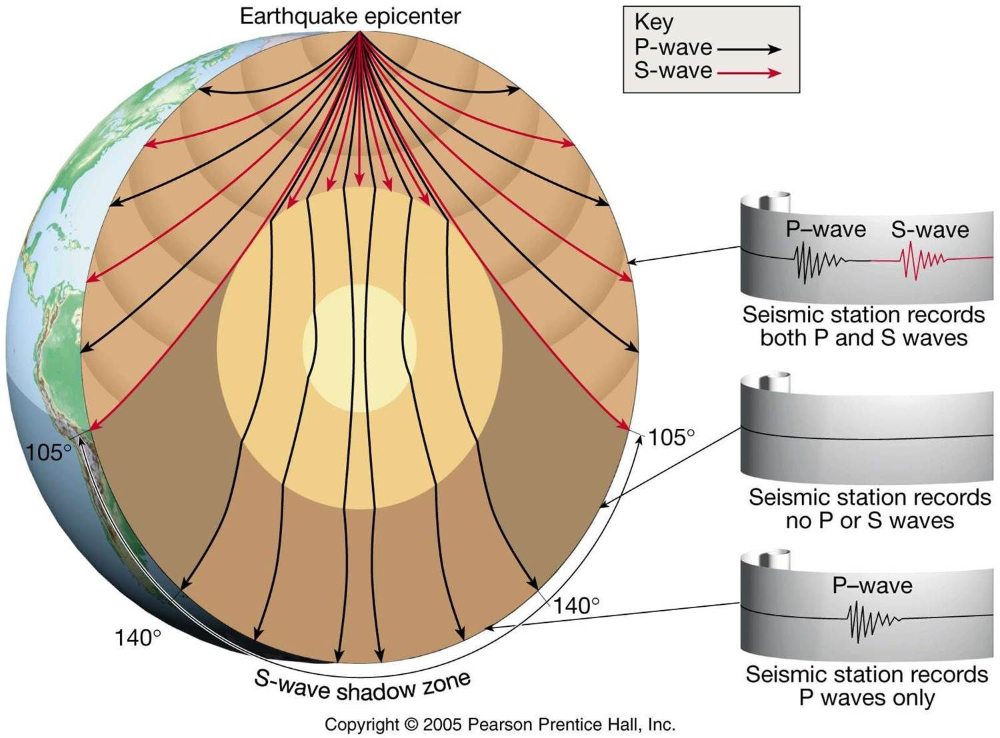 Earthquake epicenter
Key
P-wave
S-wave
P–wave S-wave
Seismic station records
both P and S waves
105°
105°
Seismic station records
no P or S waves
140°
140°
P–wave
Seismic station records
P waves only
S-wave shadow zone
Copyright © 2005 Pearson Prentice Hall, Inc.